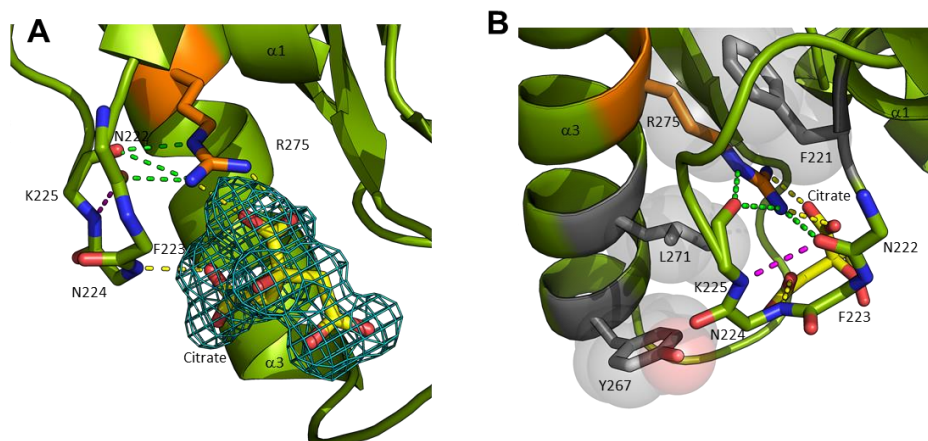 A
α1
N222
R275
K225
F223
N224
Citrate
α3
B
α1
α3
R275
F221
Citrate
L271
N222
K225
F223
N224
Y267